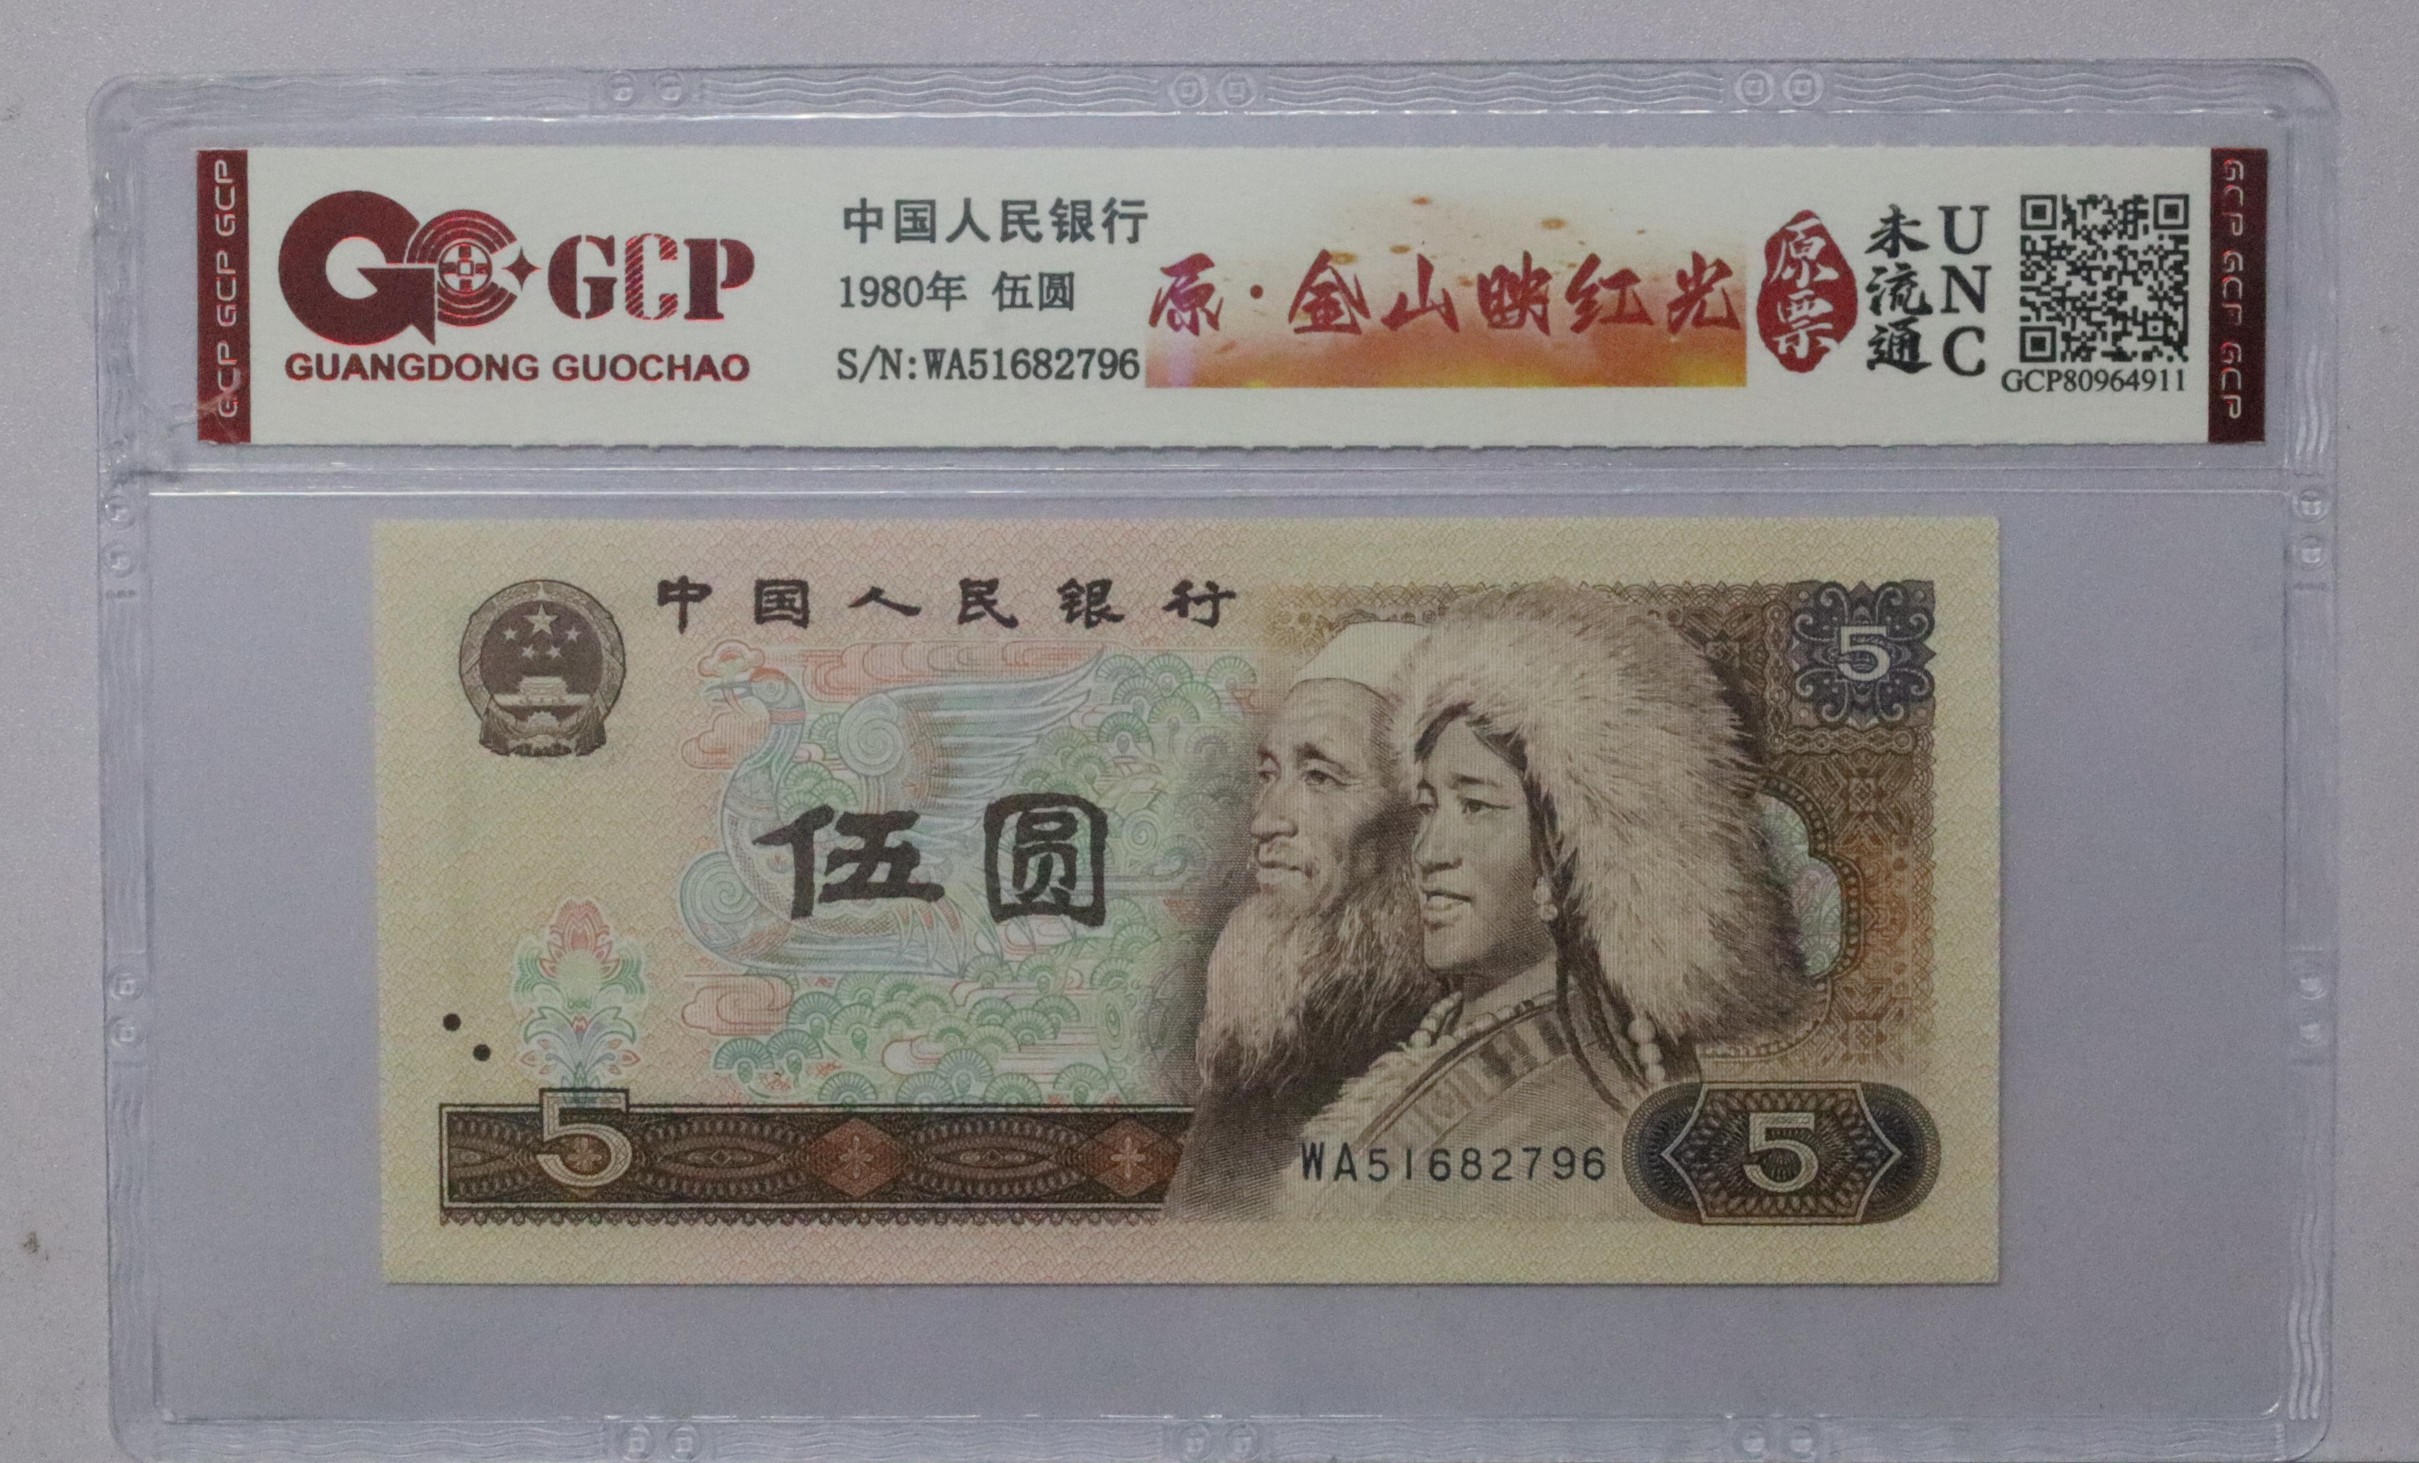 GCP GCP GCP
GCP
GUANGDONG GUOCHAO
中国人民银行
1980年 伍圆
S/N:WA51682796
原·金山映红光
原票
未流通
UNC
GCP80964911
GCP GCP GCP
中国人民银行
5
伍圆
5
WA51682796
5